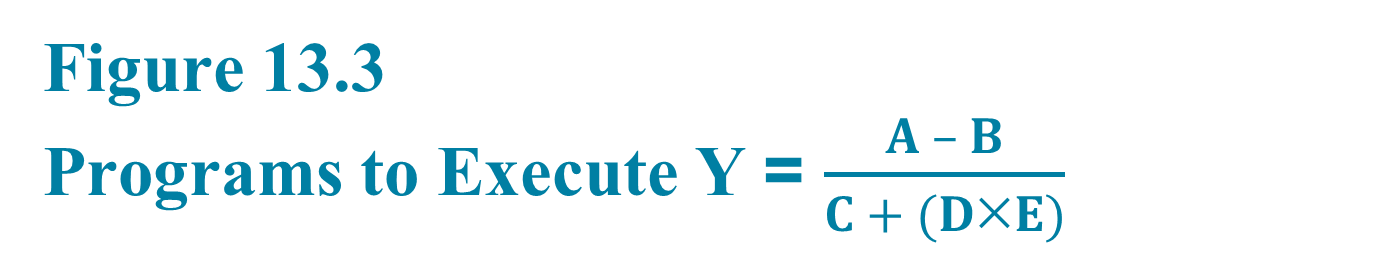 Figure 13.3
Programs to Execute Y = A – B
C + (D×E)